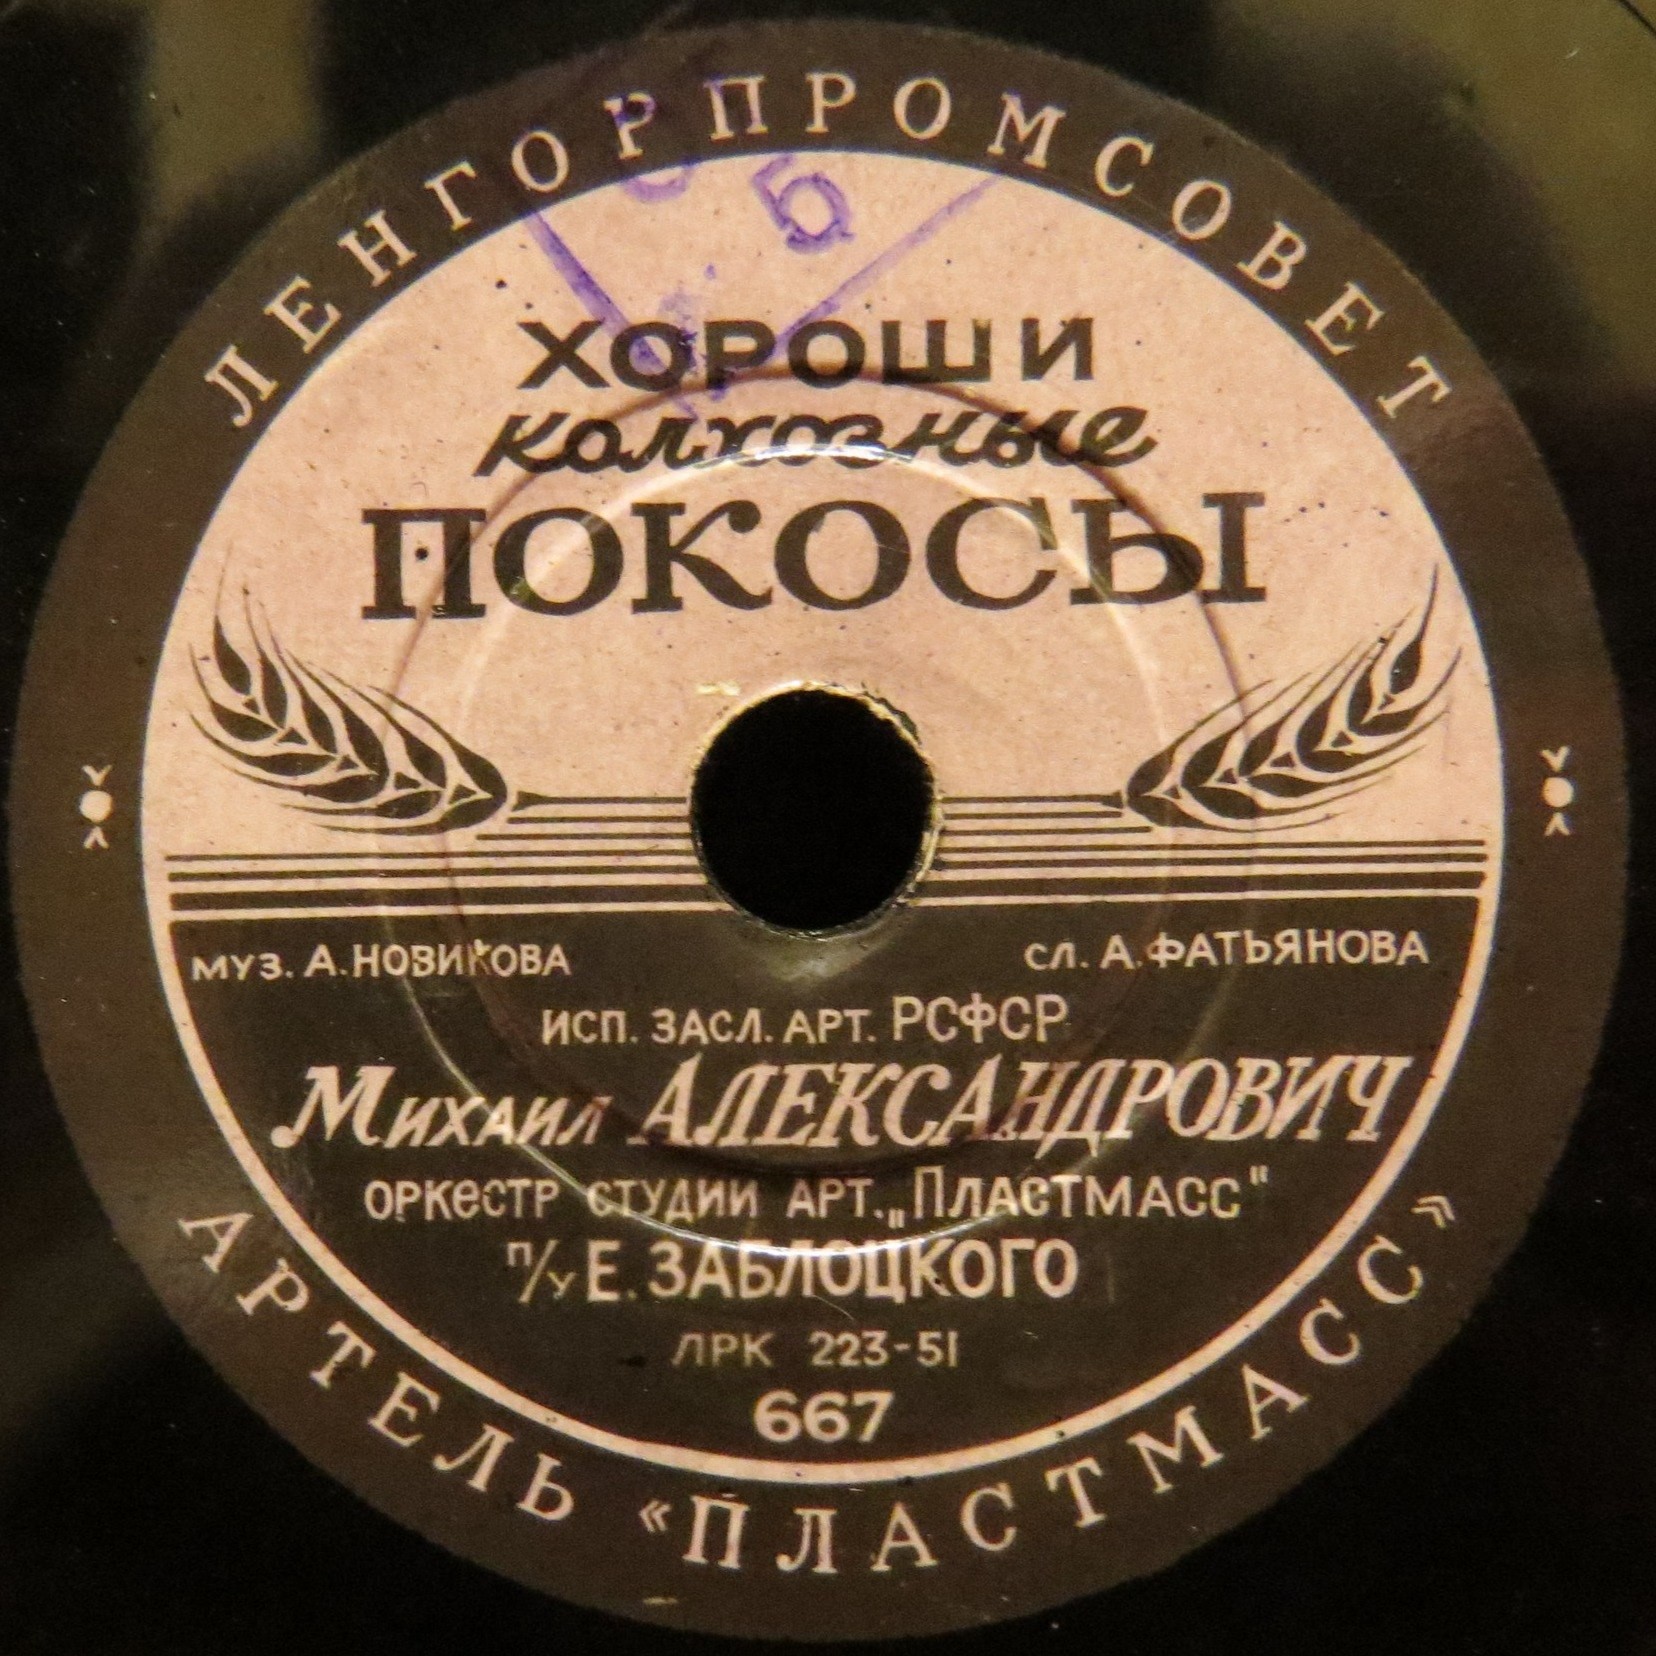 ЛЕНГОРПРОМСОВЕТ
ХОРОШИ
колхозные
ПОКОСЫ
МУЗ. А. НОВИКОВА
СЛ. А. ФАТЬЯНОВА
ИСП. ЗАСЛ. АРТ. РСФСР
Михаил АЛЕКСАНДРОВИЧ
ОРКЕСТР СТУДИИ АРТ. „ПЛАСТМАСС"
П/У Е. ЗАБЛОЦКОГО
ЛРК 223-51
667
АРТЕЛЬ «ПЛАСТМАСС»